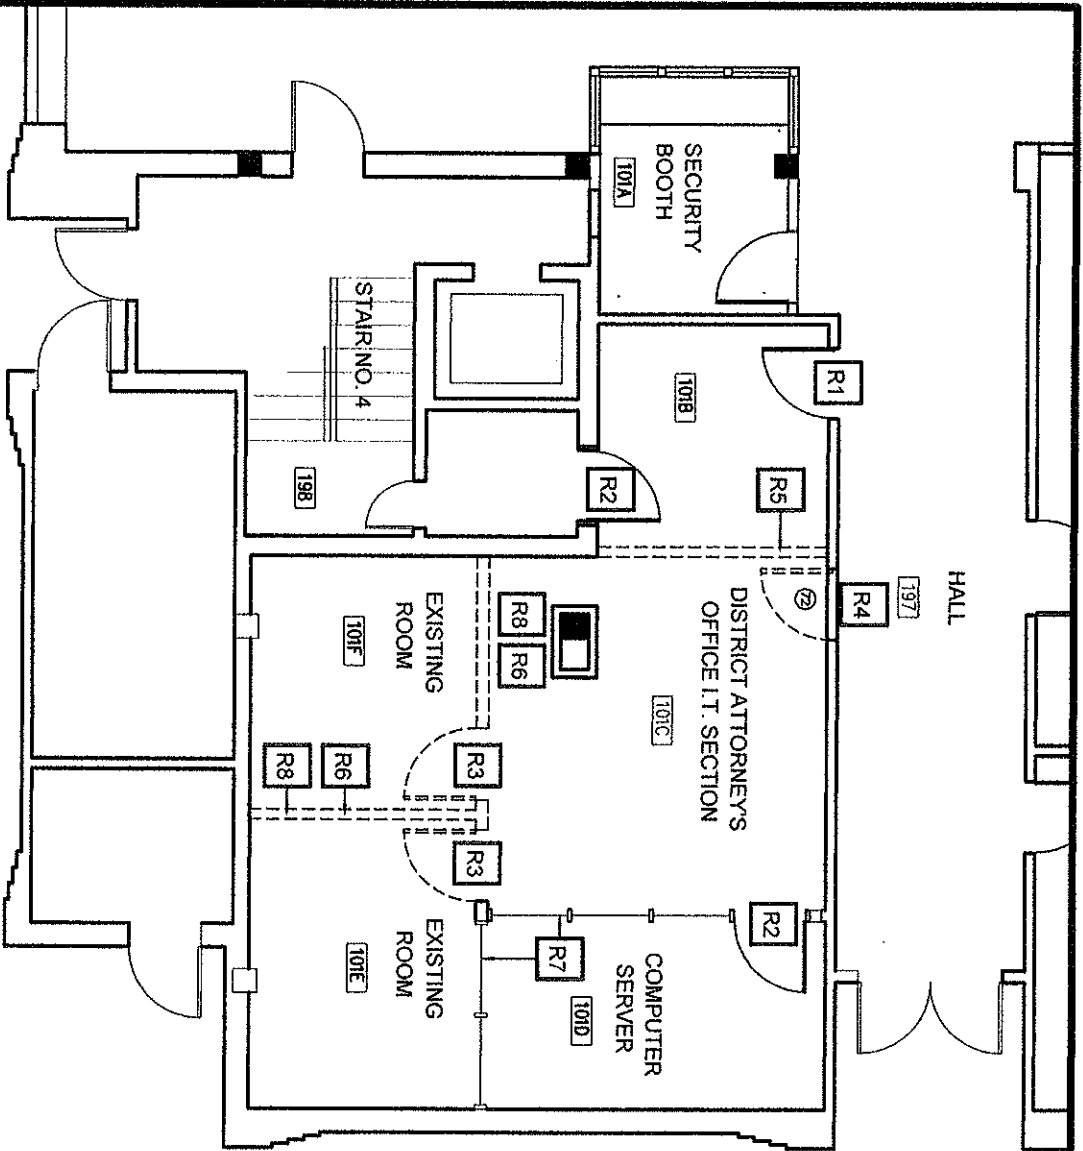 HALL
197
R4
R1
72
R5
R2
DISTRICT ATTORNEY'S
OFFICE I.T. SECTION
101C
SECURITY
BOOTH
101A
101B
R2
COMPUTER
SERVER
101D
R7
R8
R6
R3
R3
EXISTING
ROOM
101F
EXISTING
ROOM
101E
STAIR NO. 4
198
R6
R8